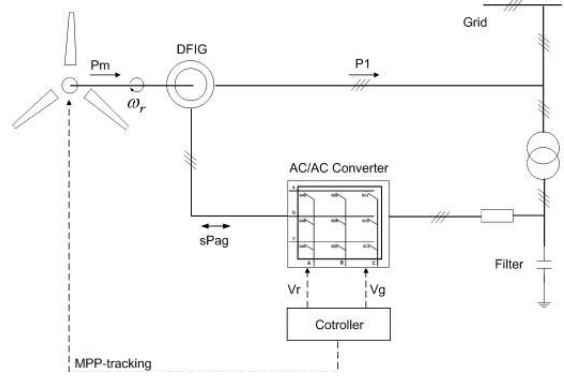 Grid
DFIG
Pm
P1
ωr
AC/AC Converter
a
b
c
A B C
sPag
Filter
Vr
Vg
Cotroller
MPP-tracking